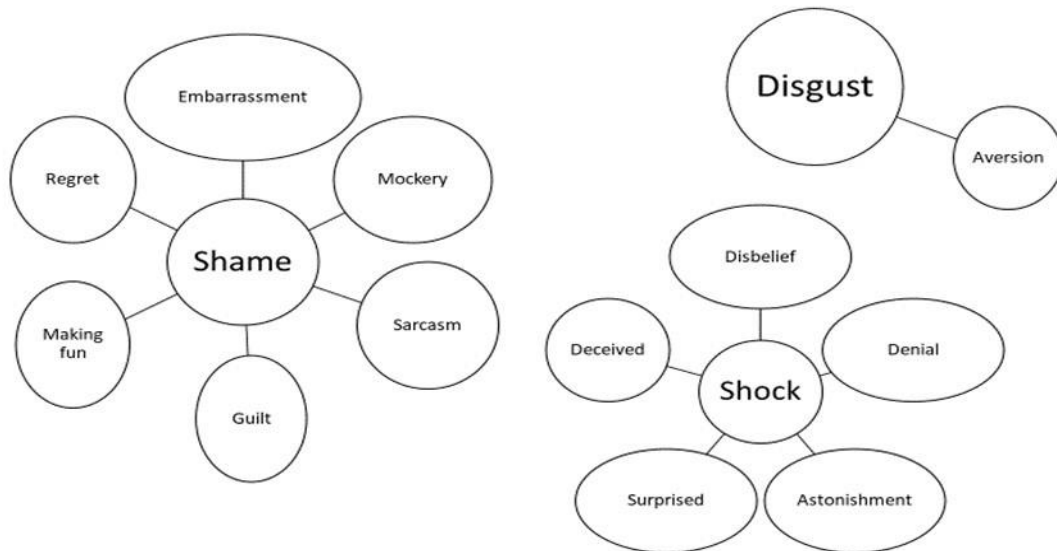 Embarrassment
Regret
Mockery
Shame
Making
fun
Sarcasm
Guilt
Disgust
Aversion
Disbelief
Deceived
Denial
Shock
Surprised
Astonishment